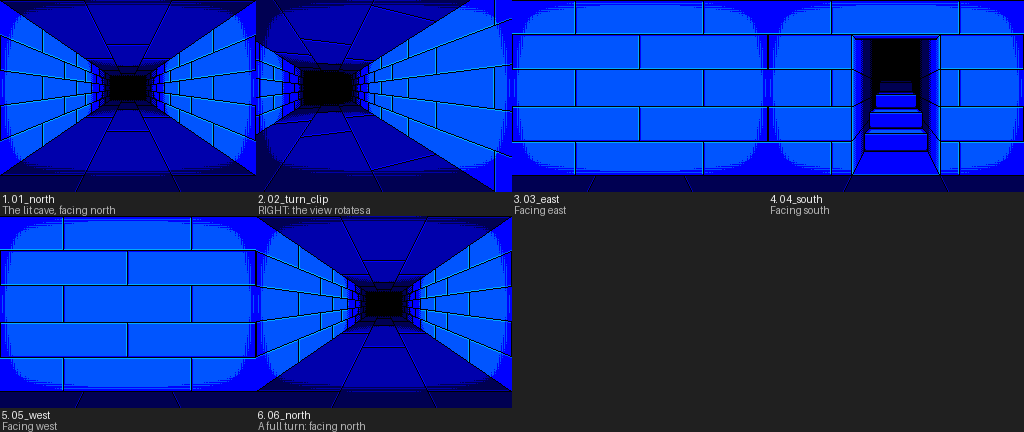 1. 01_north
The lit cave, facing north
2. 02_turn_clip
RIGHT: the view rotates a
3. 03_east
Facing east
4. 04_south
Facing south
5. 05_west
Facing west
6. 06_north
A full turn: facing north